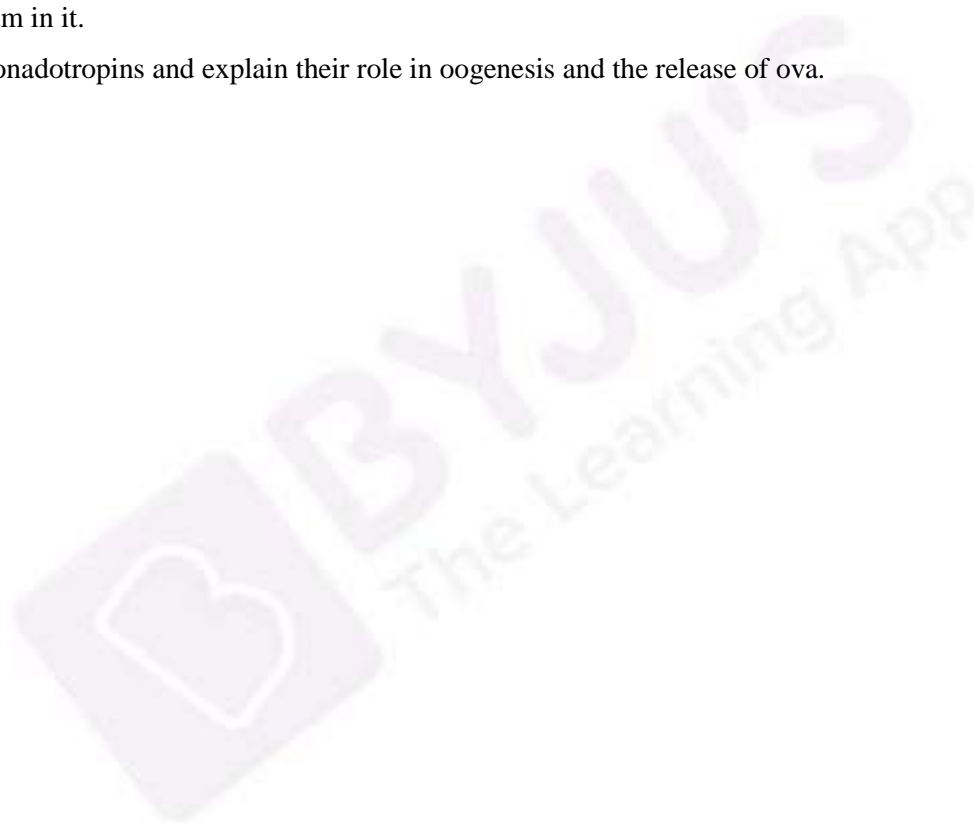 m in it.
onadotropins and explain their role in oogenesis and the release of ova.
BYJU'S
The Learning App